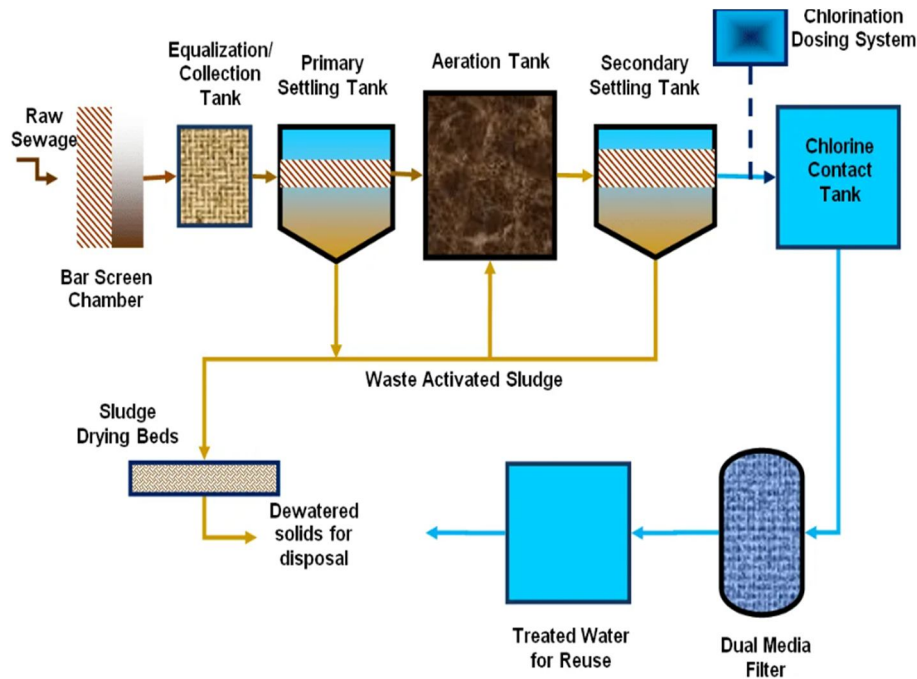 Raw
Sewage
Bar Screen
Chamber
Equalization/
Collection
Tank
Primary
Settling Tank
Aeration Tank
Secondary
Settling Tank
Chlorination
Dosing System
Chlorine
Contact
Tank
Waste Activated Sludge
Sludge
Drying Beds
Dewatered
solids for
disposal
Treated Water
for Reuse
Dual Media
Filter